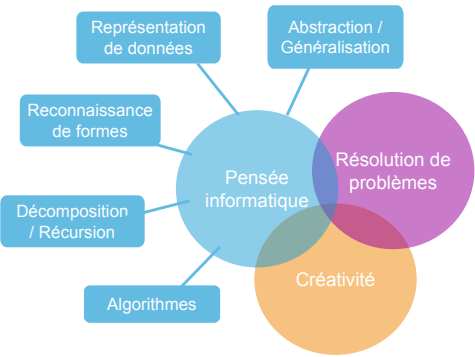 Représentation
de données
Abstraction /
Généralisation
Reconnaissance
de formes
Décomposition
/ Récursion
Algorithmes
Pensée
informatique
Résolution de
problèmes
Créativité